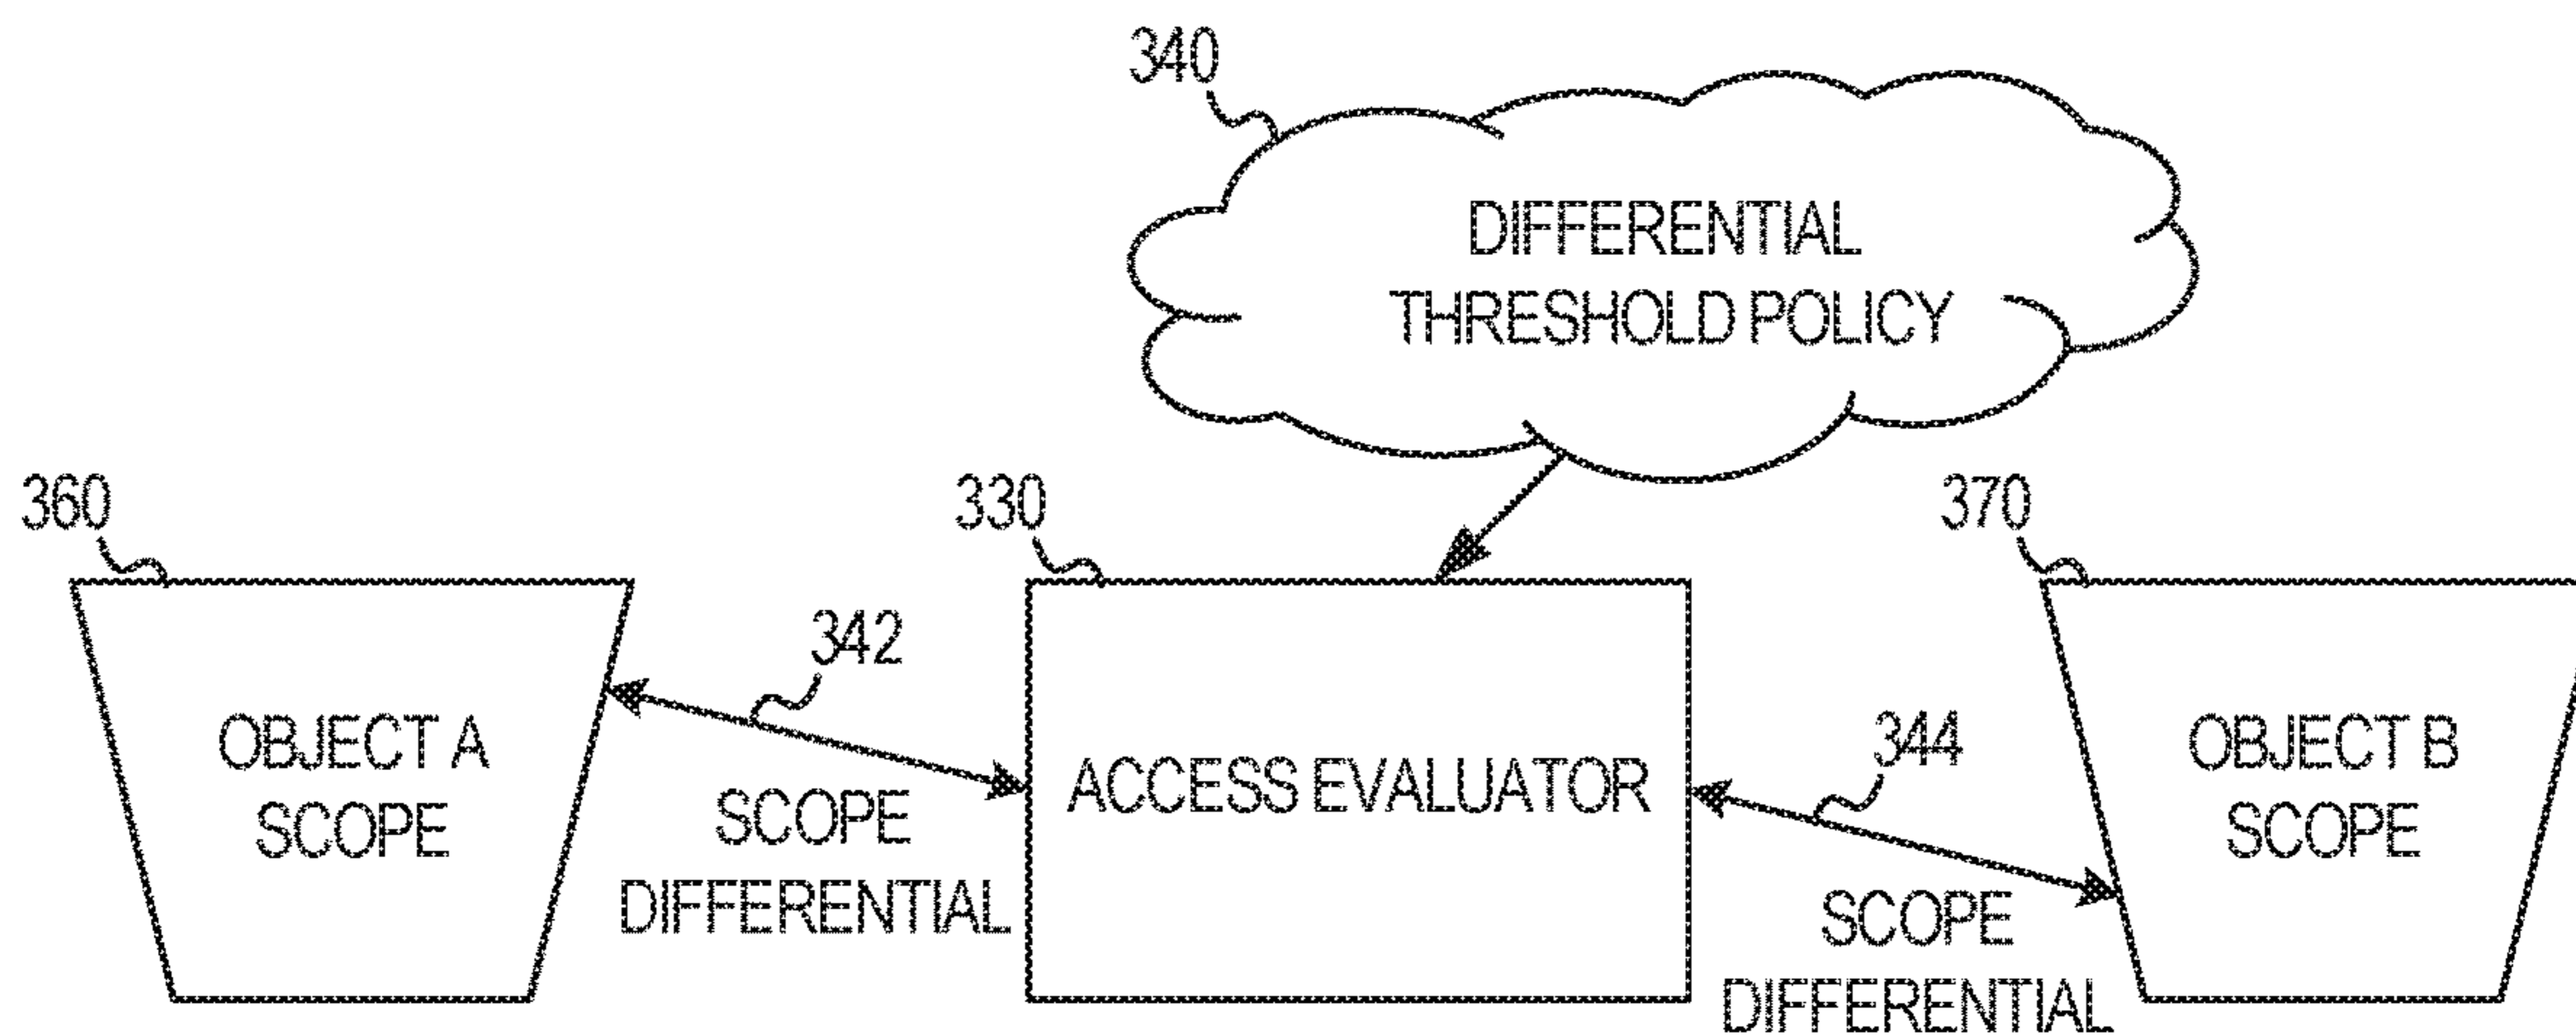 340
DIFFERENTIAL
THRESHOLD POLICY
360
330
370
342
OBJECT A
SCOPE
SCOPE
DIFFERENTIAL
ACCESS EVALUATOR
344
SCOPE
DIFFERENTIAL
OBJECT B
SCOPE